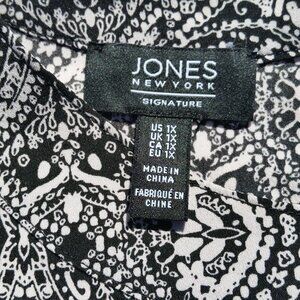 JONES
NEW YORK
SIGNATURE
US 1X
UK 1X
CA 1X
EU 1X
MADE IN
CHINA
FABRIQUÉ EN
CHINE